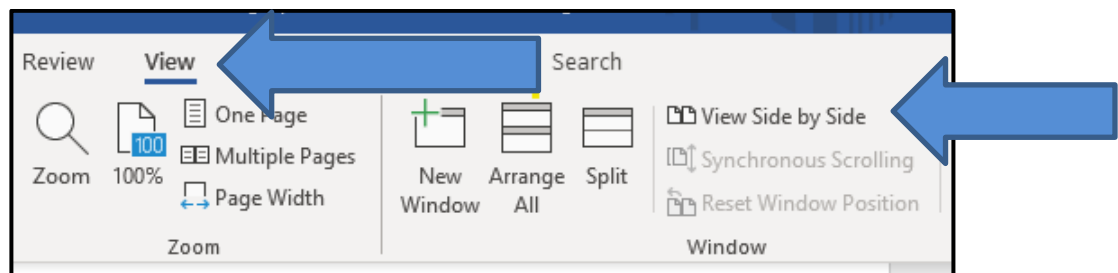 Review View Search
One Page
100
Multiple Pages
Page Width
Zoom 100%
Zoom
New Window
Arrange All
Split
View Side by Side
Synchronous Scrolling
Reset Window Position
Window